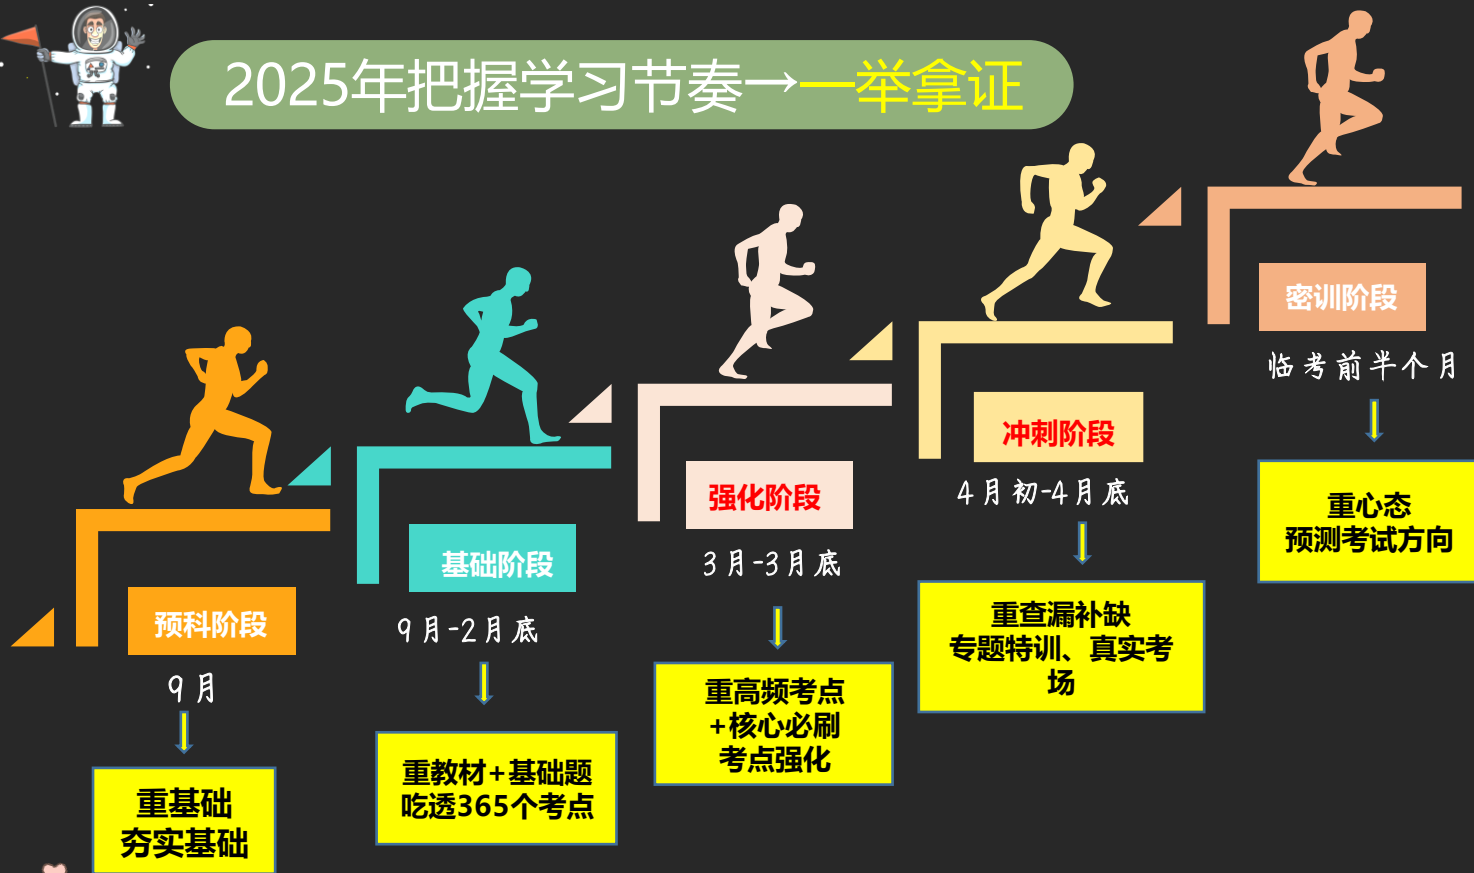 2025年把握学习节奏→一举拿证
预科阶段
9月
重基础
夯实基础
基础阶段
9月-2月底
重教材+基础题
吃透365个考点
强化阶段
3月-3月底
重高频考点
+核心必刷
考点强化
冲刺阶段
4月初-4月底
重查漏补缺
专题特训、真实考
场
密训阶段
临考前半个月
重心态
预测考试方向